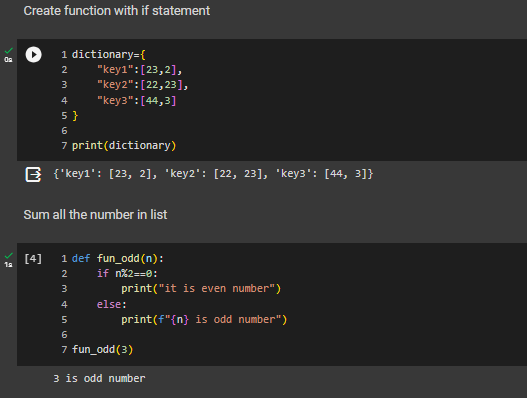 Create function with if statement
0s
1 dictionary={
2     "key1":[23,2],
3     "key2":[22,23],
4     "key3":[44,3]
5 }
6
7 print(dictionary)
{'key1': [23, 2], 'key2': [22, 23], 'key3': [44, 3]}
Sum all the number in list
1s
[4] 1 def fun_odd(n):
2     if n%2==0:
3         print("it is even number")
4     else:
5         print(f"{n} is odd number")
6
7 fun_odd(3)
3 is odd number